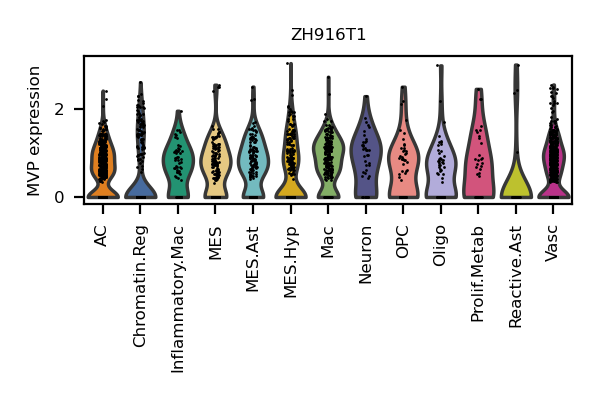 ZH916T1
MVP expression
2
0
AC
Chromatin.Reg
Inflammatory.Mac
MES
MES.Ast
MES.Hyp
Mac
Neuron
OPC
Oligo
Prolif.Metab
Reactive.Ast
Vasc